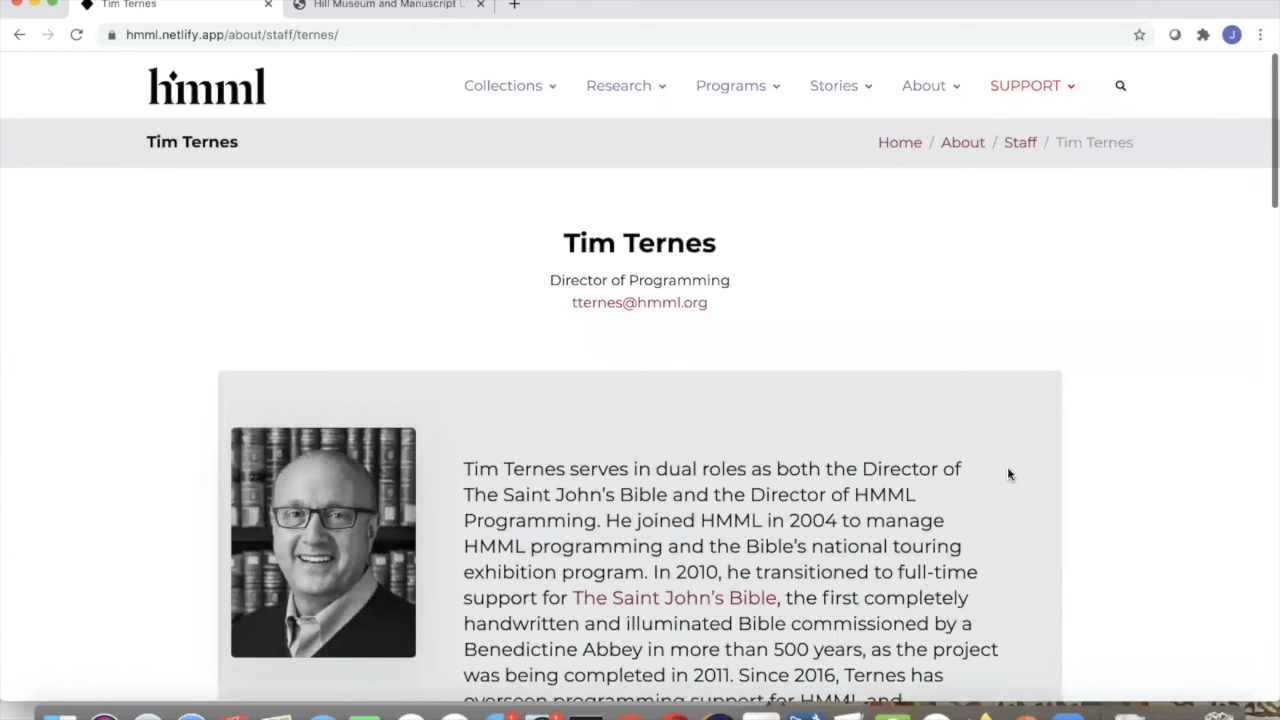 Tim Ternes
Hill Museum and Manuscript L
hmml.netlify.app/about/staff/ternes/
J
hmml
Collections Research Programs Stories About SUPPORT
Tim Ternes
Home / About / Staff / Tim Ternes
Tim Ternes
Director of Programming
tternes@hmml.org
Tim Ternes serves in dual roles as both the Director of
The Saint John’s Bible and the Director of HMML
Programming. He joined HMML in 2004 to manage
HMML programming and the Bible’s national touring
exhibition program. In 2010, he transitioned to full-time
support for The Saint John’s Bible, the first completely
handwritten and illuminated Bible commissioned by a
Benedictine Abbey in more than 500 years, as the project
was being completed in 2011. Since 2016, Ternes has
overseen programming support for HMML and